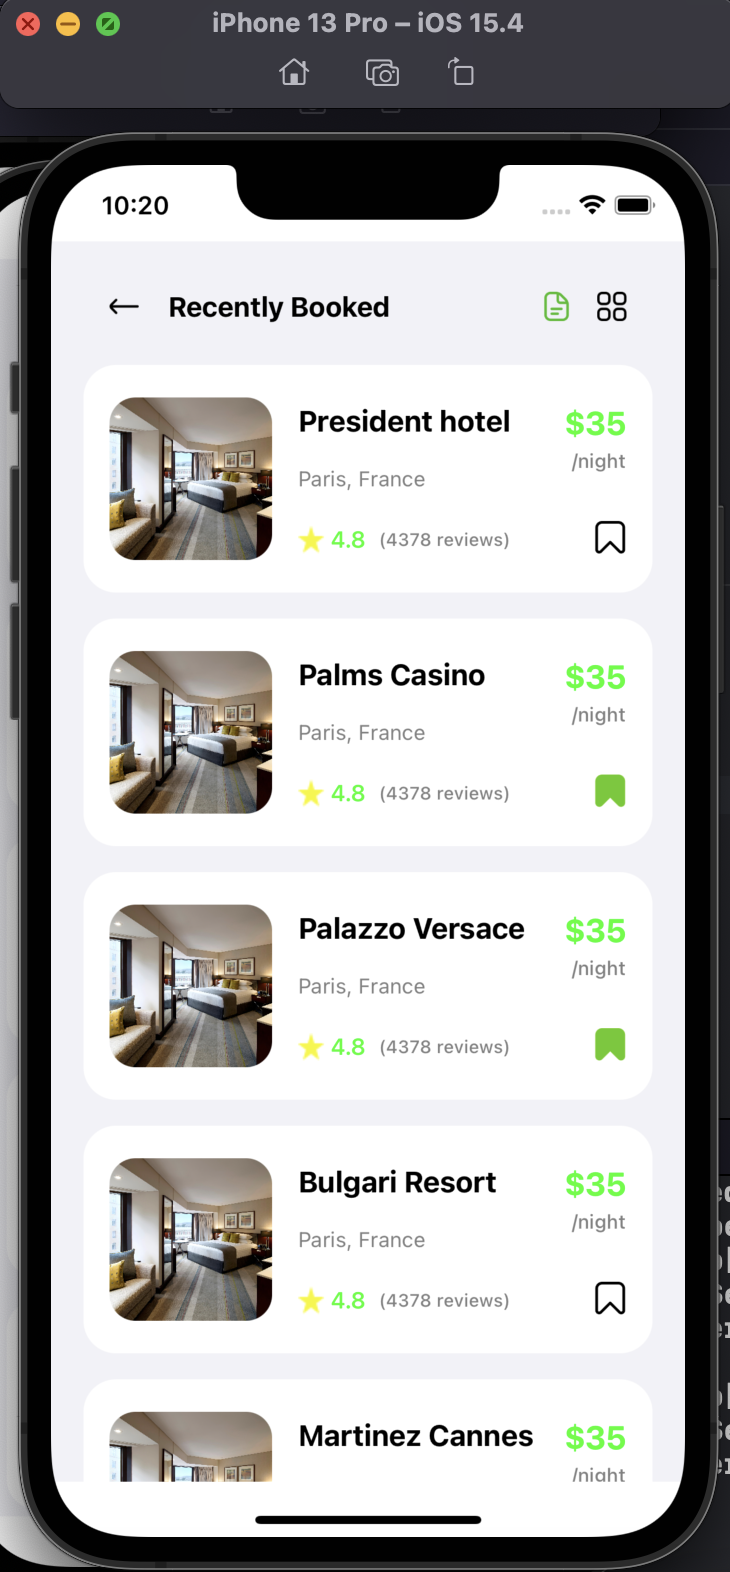 iPhone 13 Pro – iOS 15.4
10:20
Recently Booked
President hotel
$35
/night
Paris, France
4.8 (4378 reviews)
Palms Casino
$35
/night
Paris, France
4.8 (4378 reviews)
Palazzo Versace
$35
/night
Paris, France
4.8 (4378 reviews)
Bulgari Resort
$35
/night
Paris, France
4.8 (4378 reviews)
Martinez Cannes
$35
/night